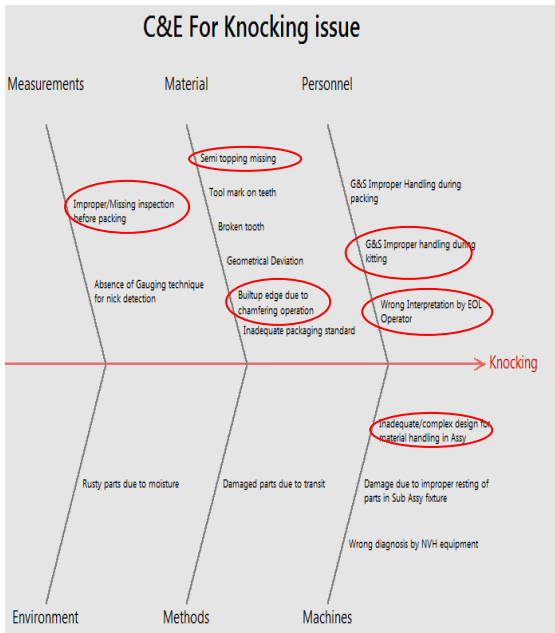 C&E For Knocking issue
Measurements
Material
Personnel
Semi topping missing
Tool mark on teeth
Broken tooth
Geometrical Deviation
Builtup edge due to
chamfering operation
Inadequate packaging standard
Improper/Missing inspection
before packing
Absence of Gauging technique
for nick detection
G&S Improper Handling during
packing
G&S Improper handling during
kitting
Wrong Interpretation by EOL
Operator
Knocking
Inadequate/complex design for
material handling in Assy
Rusty parts due to moisture
Damaged parts due to transit
Damage due to improper resting of
parts in Sub Assy fixture
Wrong diagnosis by NVH equipment
Environment
Methods
Machines